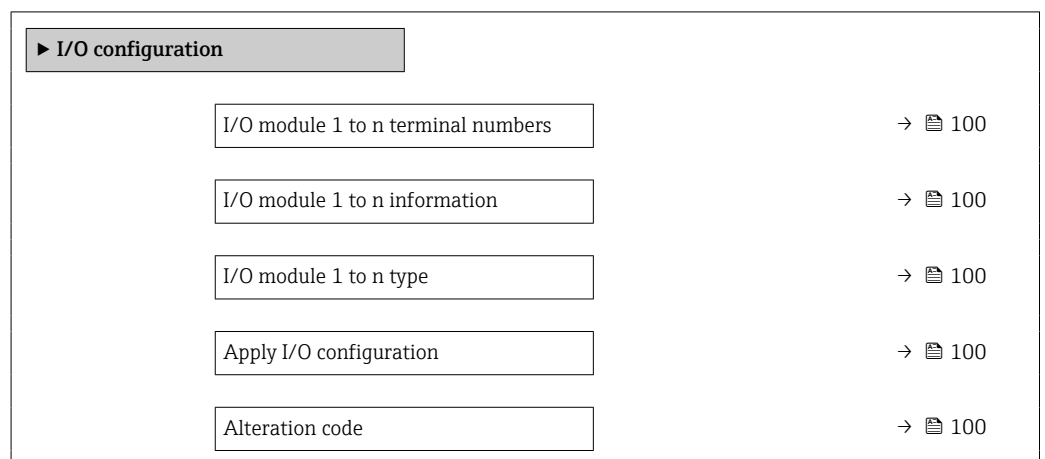 ▶ I/O configuration
I/O module 1 to n terminal numbers → 🖹 100
I/O module 1 to n information → 🖹 100
I/O module 1 to n type → 🖹 100
Apply I/O configuration → 🖹 100
Alteration code → 🖹 100